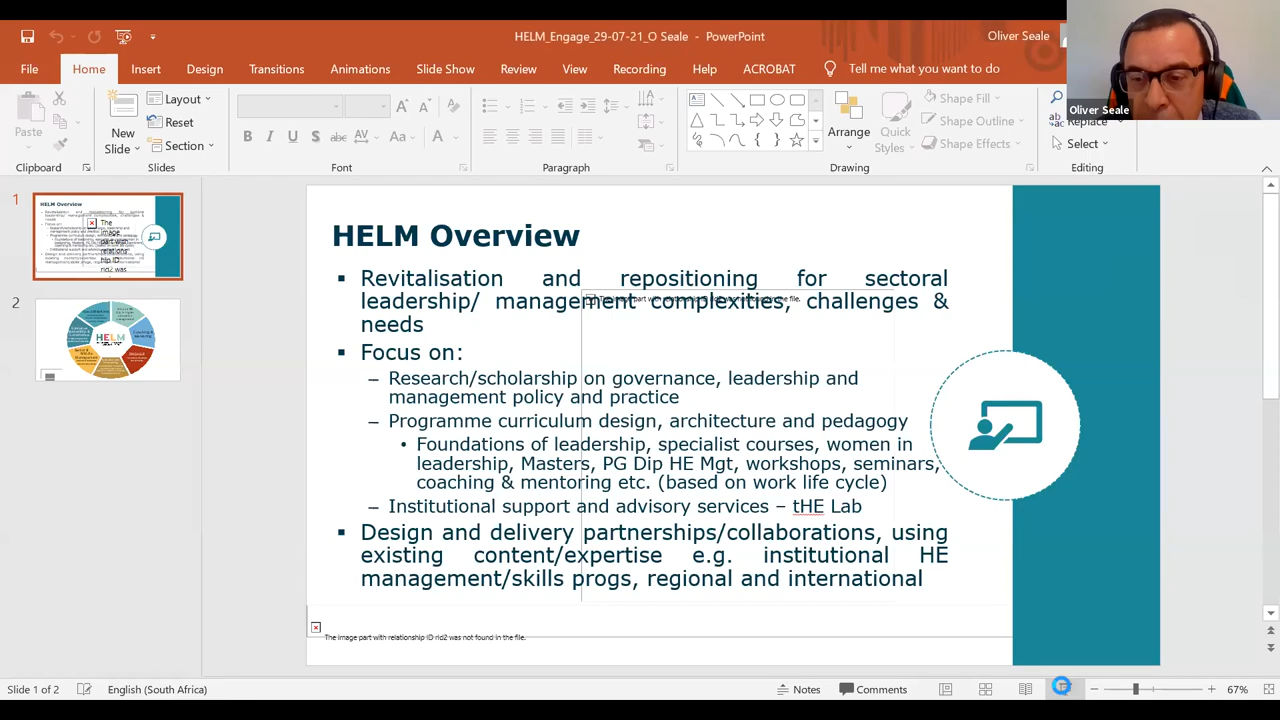 HELM_Engage_29-07-21_O Seale - PowerPoint
Oliver Seale
File Home Insert Design Transitions Animations Slide Show Review View Recording Help ACROBAT Tell me what you want to do
Oliver Seale
Paste
New
Slide
Layout
Reset
Section
B I U S abc AV Aa A
Arrange
Quick
Styles
Shape Fill
Shape Outline
Shape Effects
Replace
Select
Clipboard Slides Font Paragraph Drawing Editing
1
2
HELM
HELM Overview
▪ Revitalisation and repositioning for sectoral
leadership/ management complexities, challenges &
needs
▪ Focus on:
– Research/scholarship on governance, leadership and
management policy and practice
– Programme curriculum design, architecture and pedagogy
• Foundations of leadership, specialist courses, women in
leadership, Masters, PG Dip HE Mgt, workshops, seminars,
coaching & mentoring etc. (based on work life cycle)
– Institutional support and advisory services – tHE Lab
▪ Design and delivery partnerships/collaborations, using
existing content/expertise e.g. institutional HE
management/skills progs, regional and international
The image part with relationship ID rId2 was not found in the file.
Slide 1 of 2 English (South Africa) Notes Comments 67%